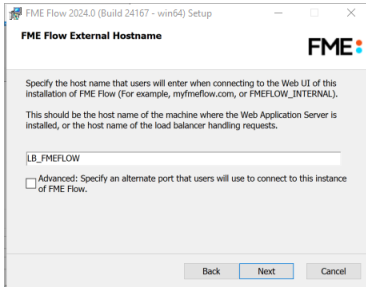 FME Flow 2024.0 (Build 24167 - win64) Setup
FME Flow External Hostname
FME
Specify the host name that users will enter when connecting to the Web UI of this
installation of FME Flow (For example, myfmeflow.com, or FMEFLOW_INTERNAL).
This should be the host name of the machine where the Web Application Server is
installed, or the host name of the load balancer handling requests.
LB_FMEFLOW
Advanced: Specify an alternate port that users will use to connect to this instance
of FME Flow.
Back Next Cancel